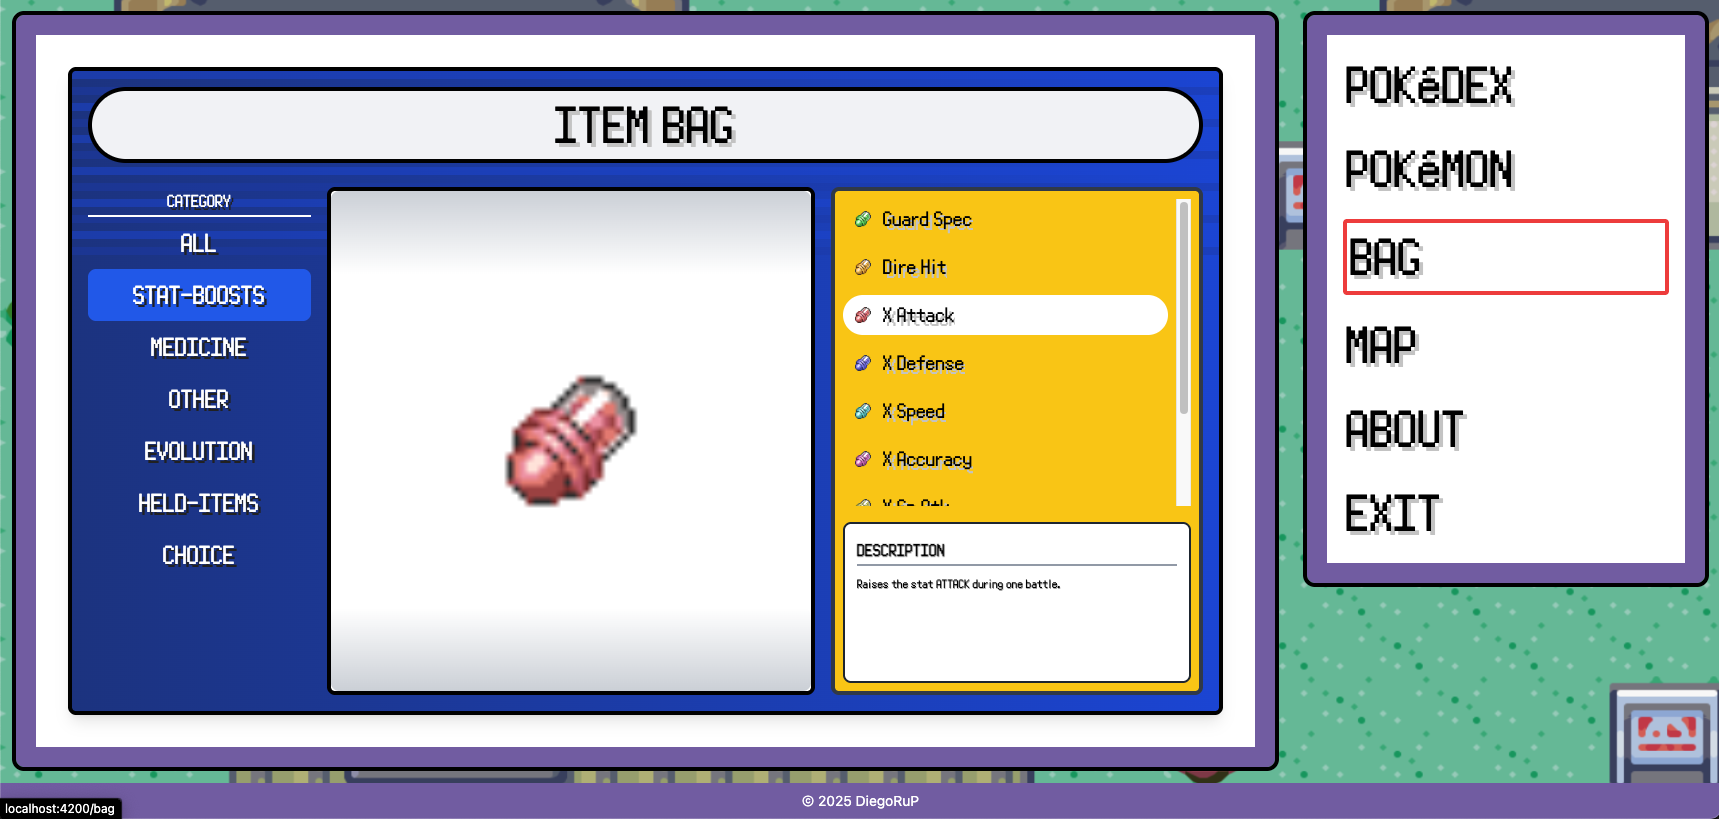 ITEM BAG
CATEGORY
ALL
STAT-BOOSTS
MEDICINE
OTHER
EVOLUTION
HELD-ITEMS
CHOICE
Guard Spec
Dire Hit
X Attack
X Defense
X Speed
X Accuracy
X Sp Atk
DESCRIPTION
Raises the stat ATTACK during one battle.
POKéDEX
POKéMON
BAG
MAP
ABOUT
EXIT
© 2025 DiegoRuP
localhost:4200/bag